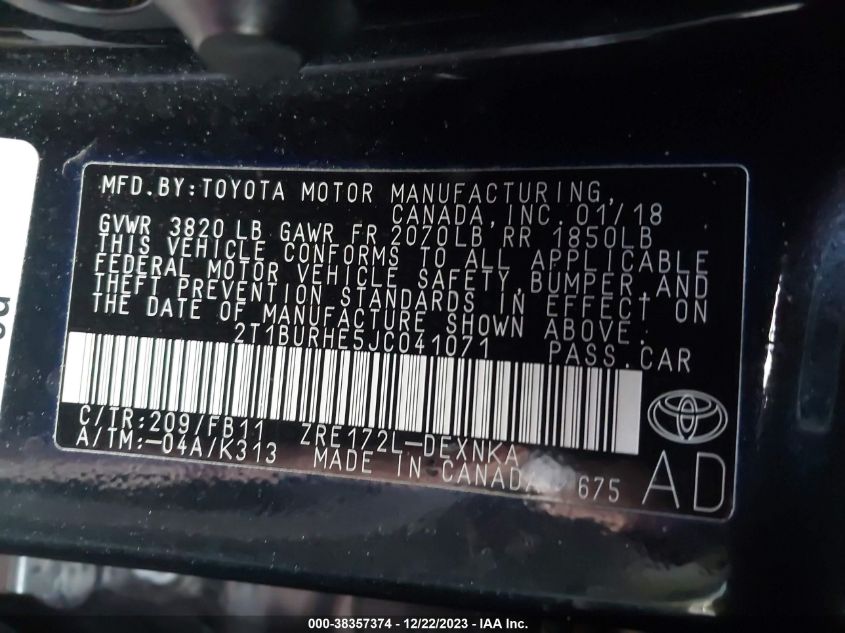 MFD.BY:TOYOTA MOTOR MANUFACTURING,
CANADA, INC. 01/18
GVWR 3820 LB GAWR FR 2070LB RR 1850LB
THIS VEHICLE CONFORMS TO ALL APPLICABLE
FEDERAL MOTOR VEHICLE SAFETY,BUMPER,AND
THEFT PREVENTION STANDARDS IN EFFECT ON
THE DATE OF MANUFACTURE SHOWN ABOVE.
2T1BURHE5JC041071 PASS.CAR
C/TR:209/FB11 ZRE172L-DEXNKA
A/TM:-04A/K313 MADE IN CANADA 675
AD
000-38357374 - 12/22/2023 - IAA Inc.